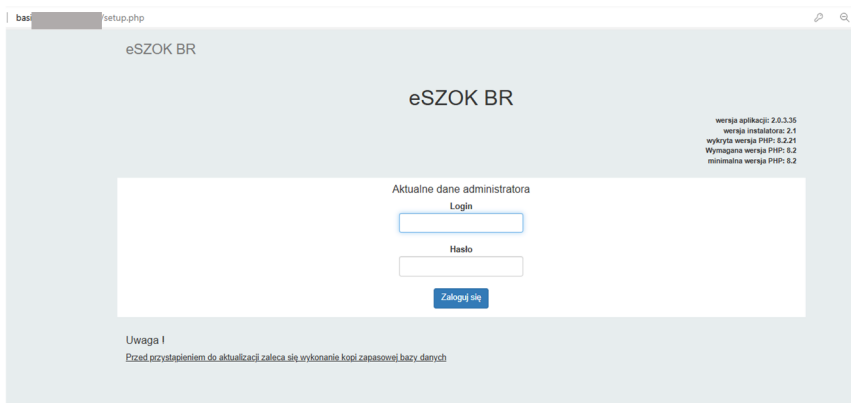 basi /setup.php
eSZOK BR
eSZOK BR
wersja aplikacji: 2.0.3.35
wersja instalatora: 2.1
wykryta wersja PHP: 8.2.21
Wymagana wersja PHP: 8.2
minimalna wersja PHP: 8.2
Aktualne dane administratora
Login
Hasło
Zaloguj się
Uwaga !
Przed przystąpieniem do aktualizacji zaleca się wykonanie kopi zapasowej bazy danych